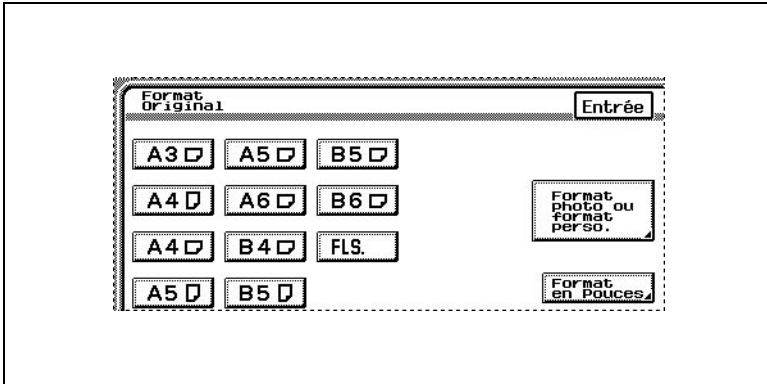 Format
Original
Entrée
A3 A5 B5
A4 A6 B6
Format
photo ou
format
perso.
A4 B4 FLS.
A5 B5
Format
en Pouces